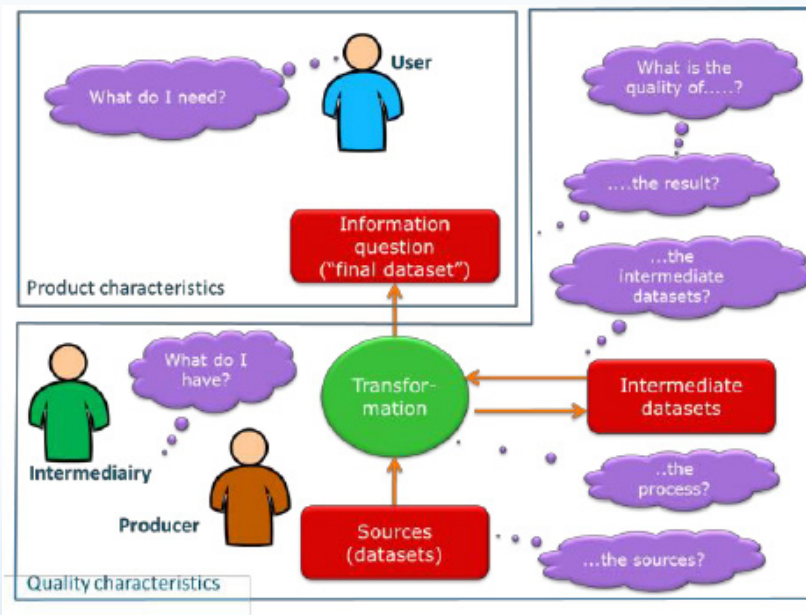 User
What do I need?
What is the
quality of.....?
....the result?
Information
question
("final dataset")
...the
intermediate
datasets?
Product characteristics
What do I
have?
Transfor-
mation
Intermediate
datasets
Intermediairy
..the
process?
Producer
Sources
(datasets)
...the sources?
Quality characteristics